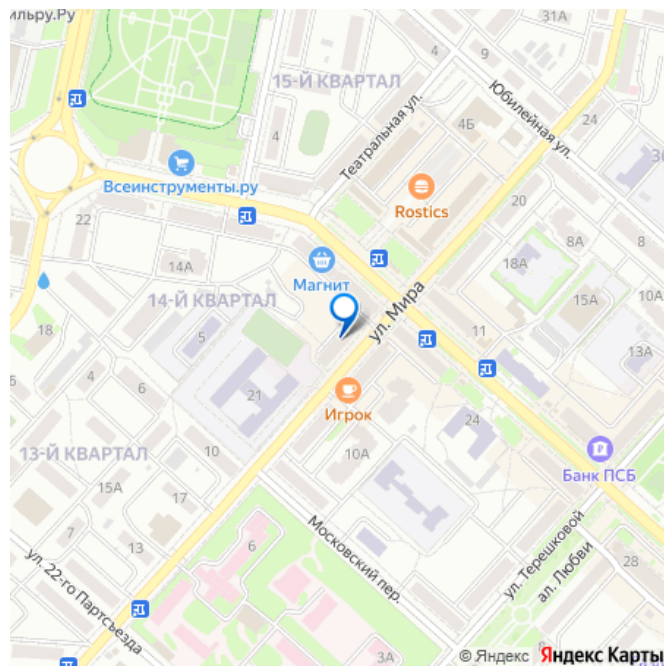 ильру.Ру
31А
4
9
15-Й КВАРТАЛ
Юбилейная ул.
Театральная ул.
4Б
24
4
Всеинструменты.ру
Rostics
20
22
8А
8
14А
Магнит
18А
15А
14-Й КВАРТАЛ
ул. Мира
18
5
11
13А
6
4
21
Игрок
24
13-Й КВАРТАЛ
10
10А
Банк ПСБ
15А
17
7
13
6
Московский пер.
ул. Терешковой
ал. Любви
28
ул. 22-го Партсъезда
3А
© Яндекс Яндекс Карты